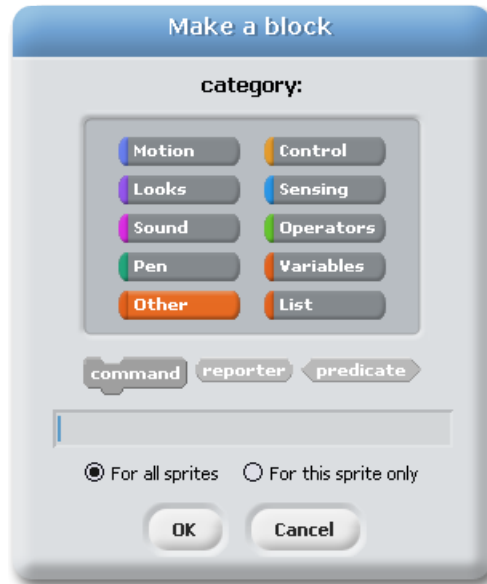 Make a block
category:
Motion Control
Looks Sensing
Sound Operators
Pen Variables
Other List
command reporter predicate
For all sprites For this sprite only
OK Cancel